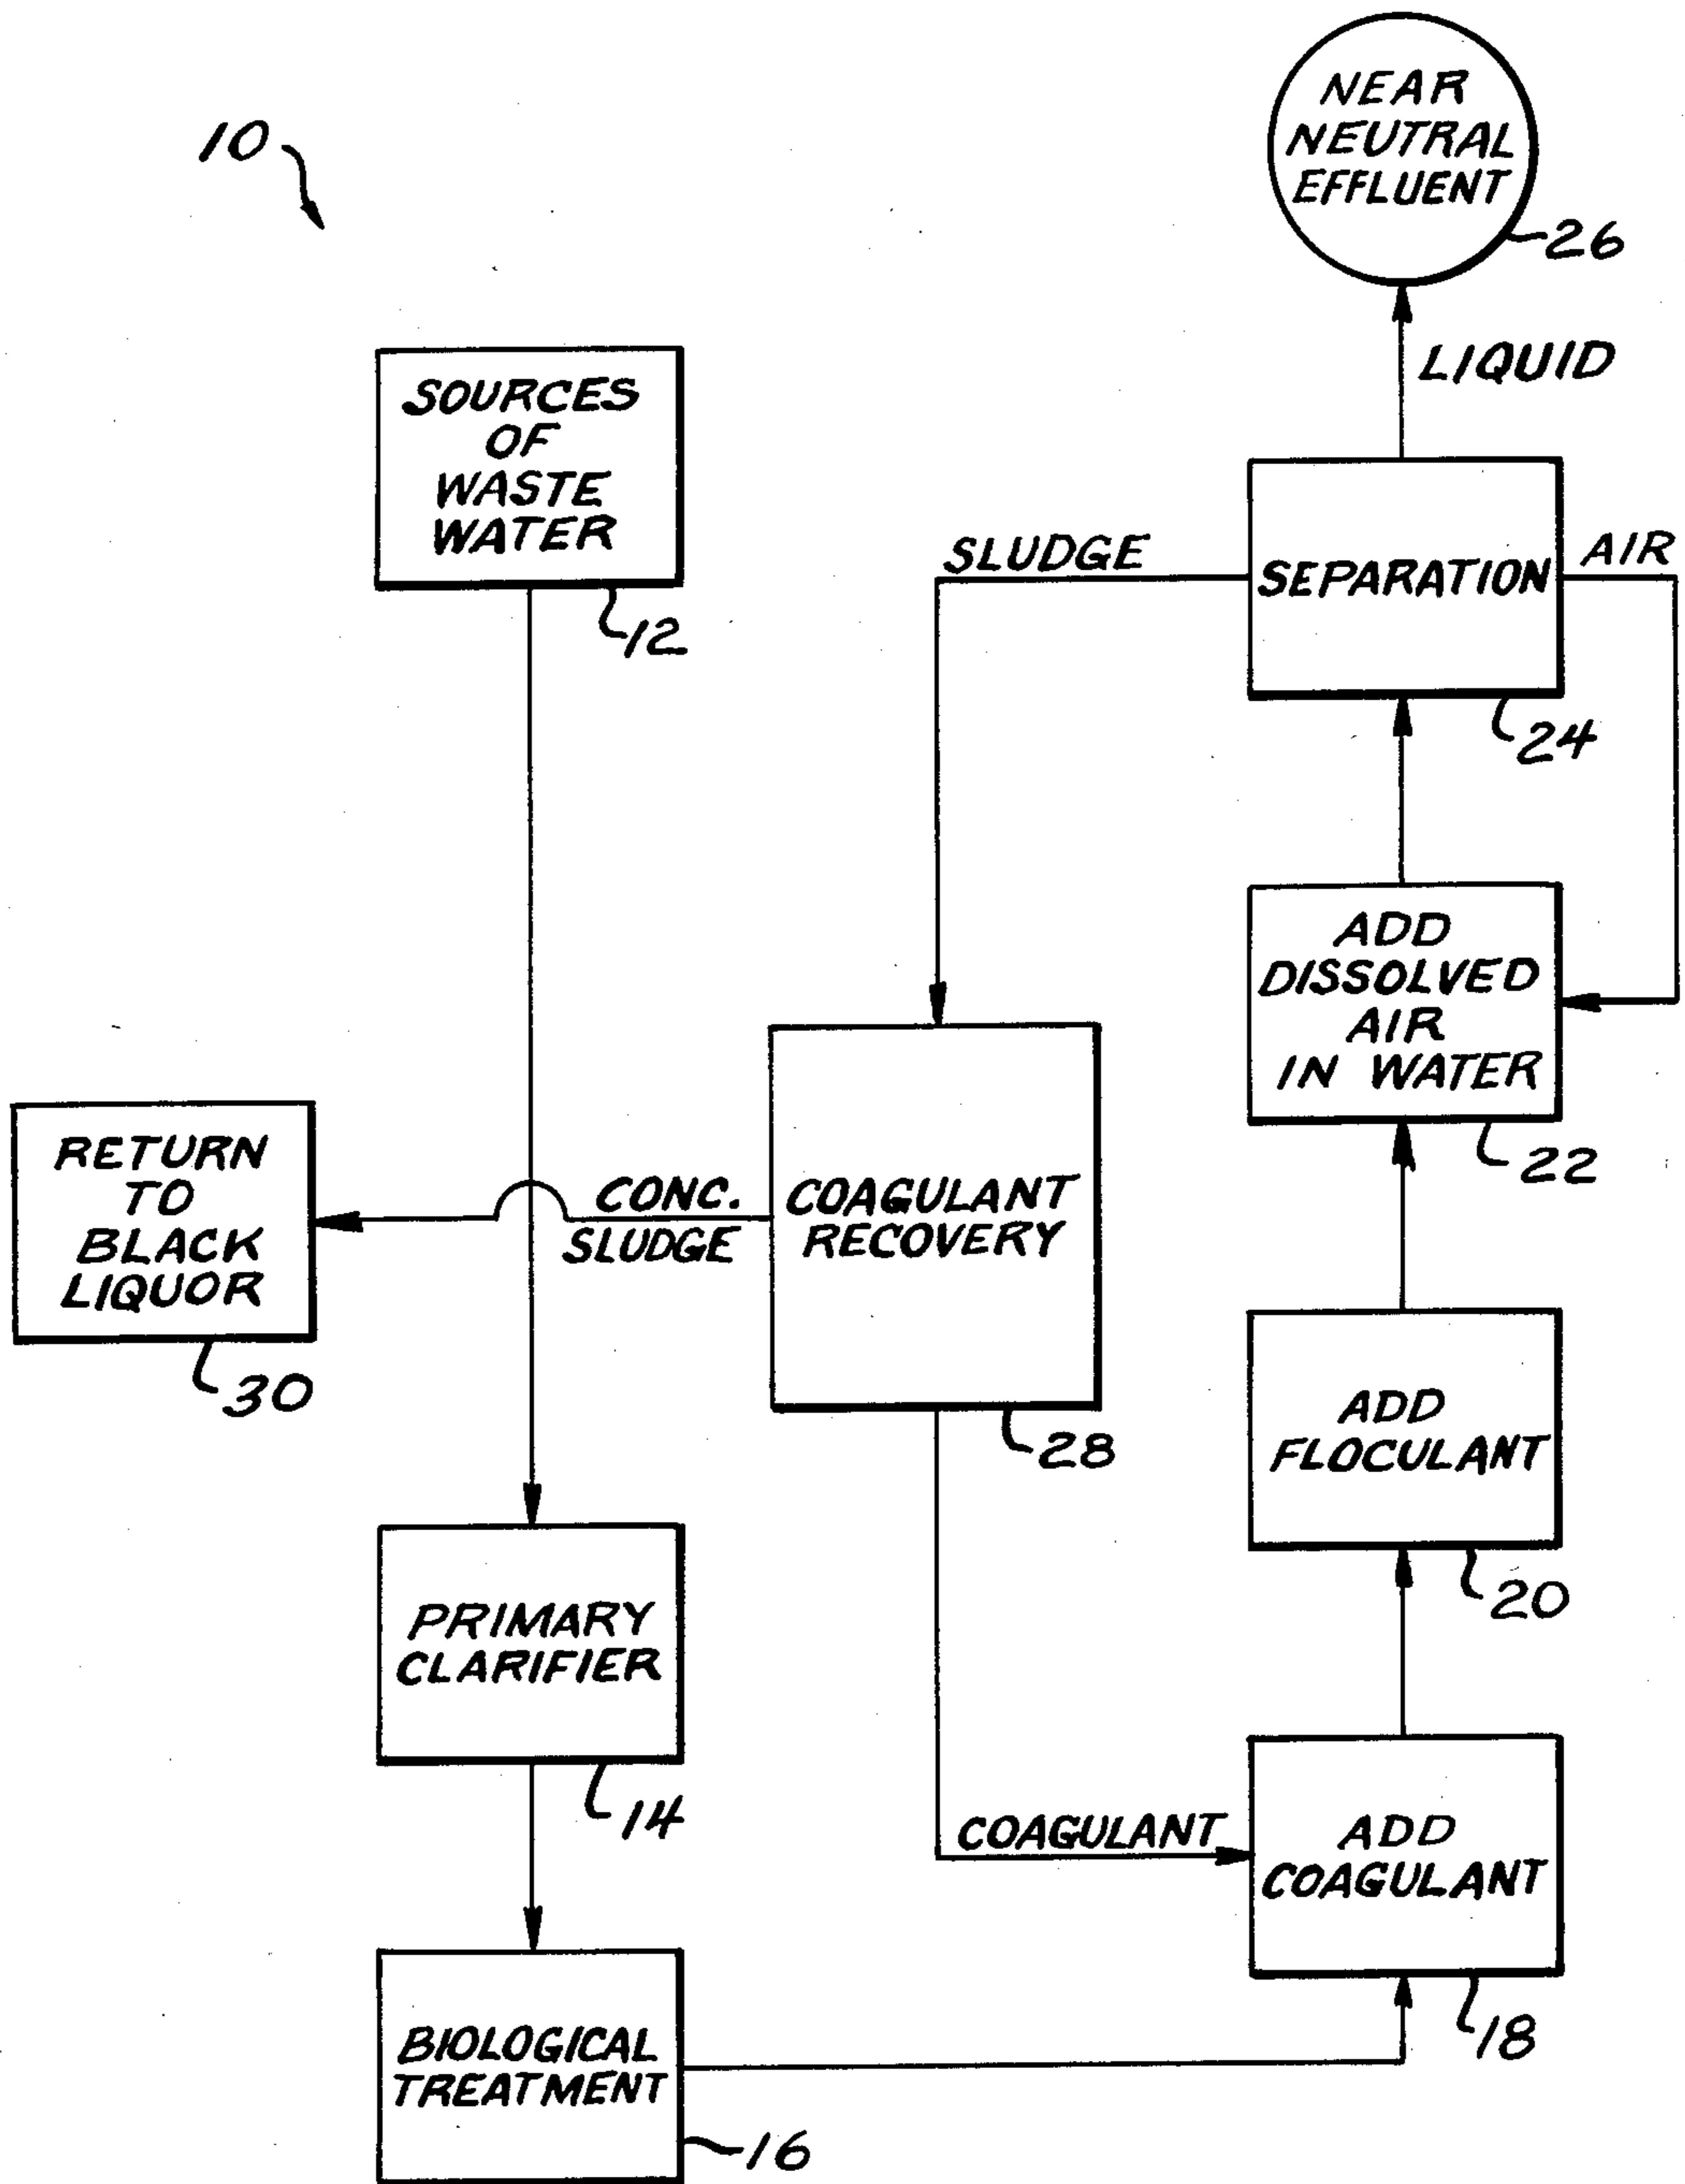 10
NEAR
NEUTRAL
EFFLUENT
26
LIQUID
SOURCES
OF
WASTE
WATER
12
SLUDGE
SEPARATION
AIR
24
ADD
DISSOLVED
AIR
IN WATER
22
RETURN
TO
BLACK
LIQUOR
30
CONC.
SLUDGE
COAGULANT
RECOVERY
28
ADD
FLOCULANT
20
PRIMARY
CLARIFIER
14
COAGULANT
ADD
COAGULANT
18
BIOLOGICAL
TREATMENT
16